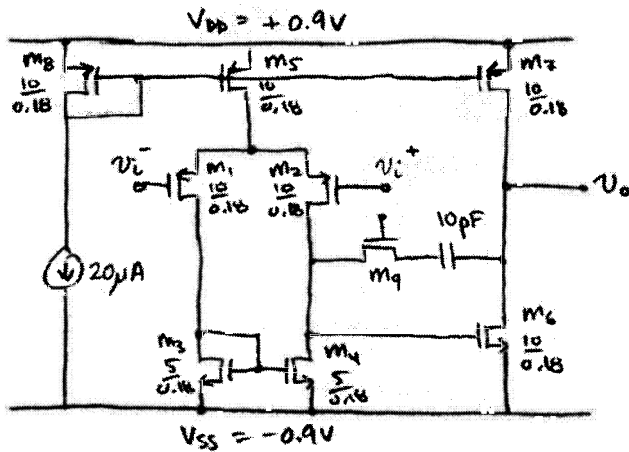 V_DD = +0.9V
m8
10/0.18
m5
10/0.18
m7
10/0.18
vi-
m1
10/0.18
m2
10/0.18
vi+
vo
20μA
10pF
m9
m3
5/0.18
m4
5/0.18
m6
10/0.18
V_SS = -0.9V